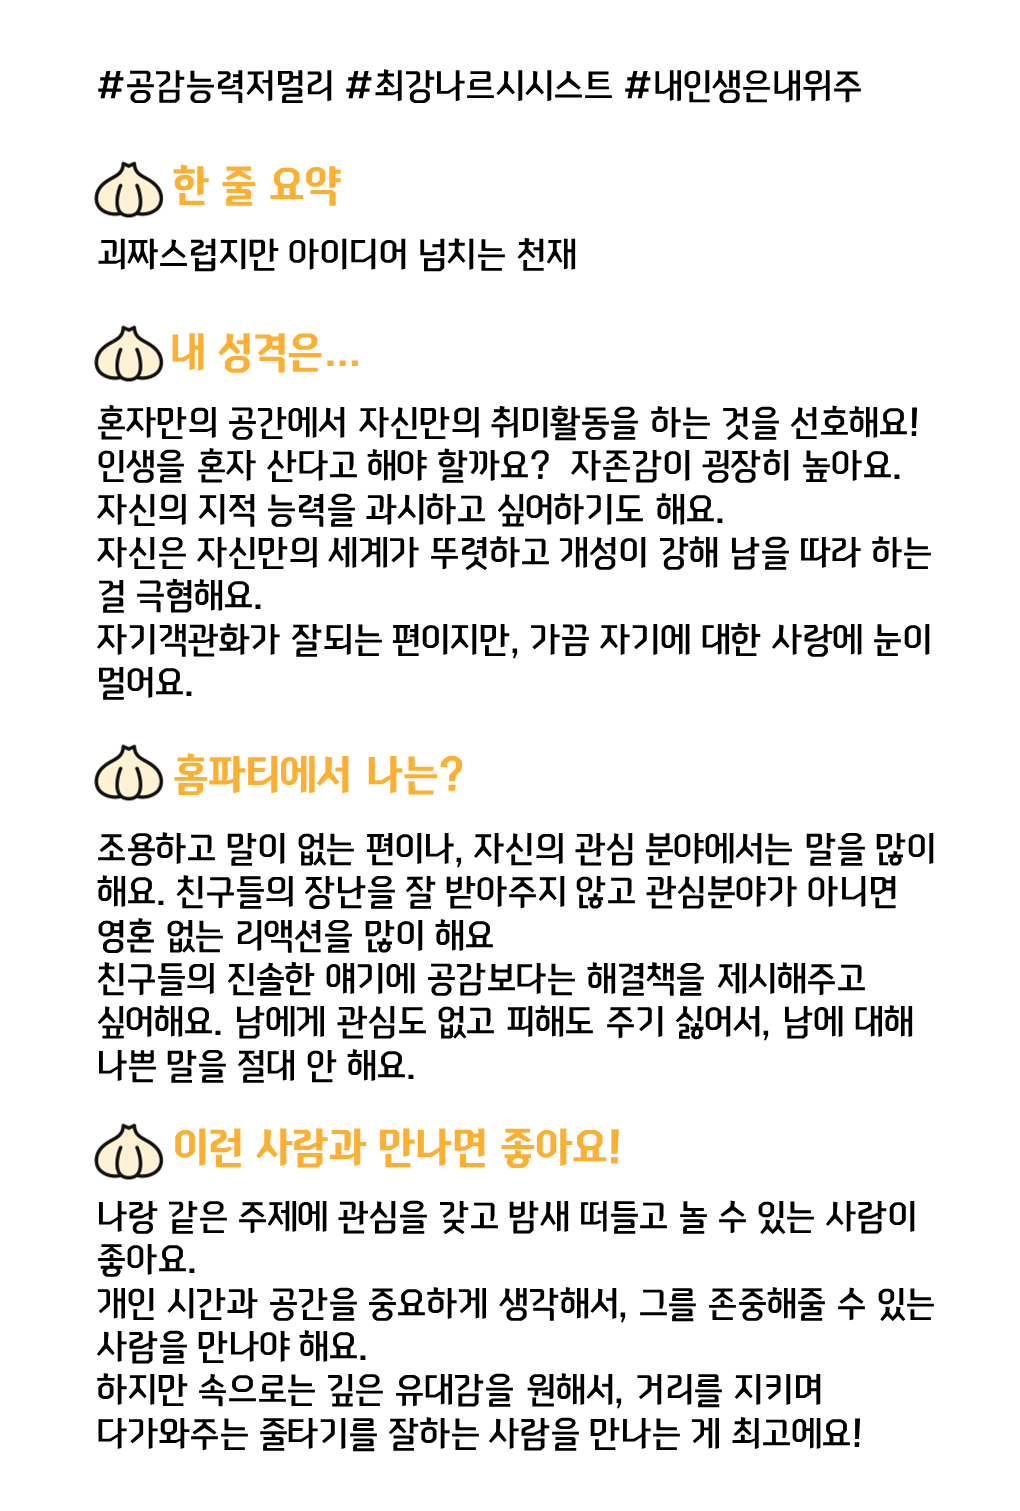 #공감능력저멀리 #최강나르시시스트 #내인생은내위주
한 줄 요약
괴짜스럽지만 아이디어 넘치는 천재
내 성격은...
혼자만의 공간에서 자신만의 취미활동을 하는 것을 선호해요!
인생을 혼자 산다고 해야 할까요? 자존감이 굉장히 높아요.
자신의 지적 능력을 과시하고 싶어하기도 해요.
자신은 자신만의 세계가 뚜렷하고 개성이 강해 남을 따라 하는
걸 극혐해요.
자기객관화가 잘되는 편이지만, 가끔 자기에 대한 사랑에 눈이
멀어요.
홈파티에서 나는?
조용하고 말이 없는 편이나, 자신의 관심 분야에서는 말을 많이
해요. 친구들의 장난을 잘 받아주지 않고 관심분야가 아니면
영혼 없는 리액션을 많이 해요
친구들의 진솔한 얘기에 공감보다는 해결책을 제시해주고
싶어해요. 남에게 관심도 없고 피해도 주기 싫어서, 남에 대해
나쁜 말을 절대 안 해요.
이런 사람과 만나면 좋아요!
나랑 같은 주제에 관심을 갖고 밤새 떠들고 놀 수 있는 사람이
좋아요.
개인 시간과 공간을 중요하게 생각해서, 그를 존중해줄 수 있는
사람을 만나야 해요.
하지만 속으로는 깊은 유대감을 원해서, 거리를 지키며
다가와주는 줄타기를 잘하는 사람을 만나는 게 최고에요!